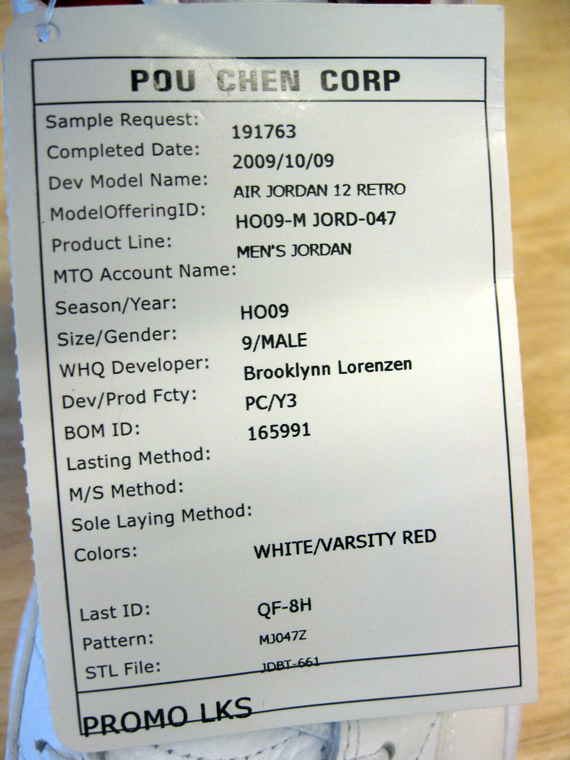 POU CHEN CORP
Sample Request: 191763
Completed Date: 2009/10/09
Dev Model Name: AIR JORDAN 12 RETRO
ModelOfferingID: HO09-M JORD-047
Product Line: MEN'S JORDAN
MTO Account Name:
Season/Year: HO09
Size/Gender: 9/MALE
WHQ Developer: Brooklynn Lorenzen
Dev/Prod Fcty: PC/Y3
BOM ID: 165991
Lasting Method:
M/S Method:
Sole Laying Method:
Colors: WHITE/VARSITY RED
Last ID: QF-8H
Pattern: MJ047Z
STL File: JDBT-661
PROMO LKS